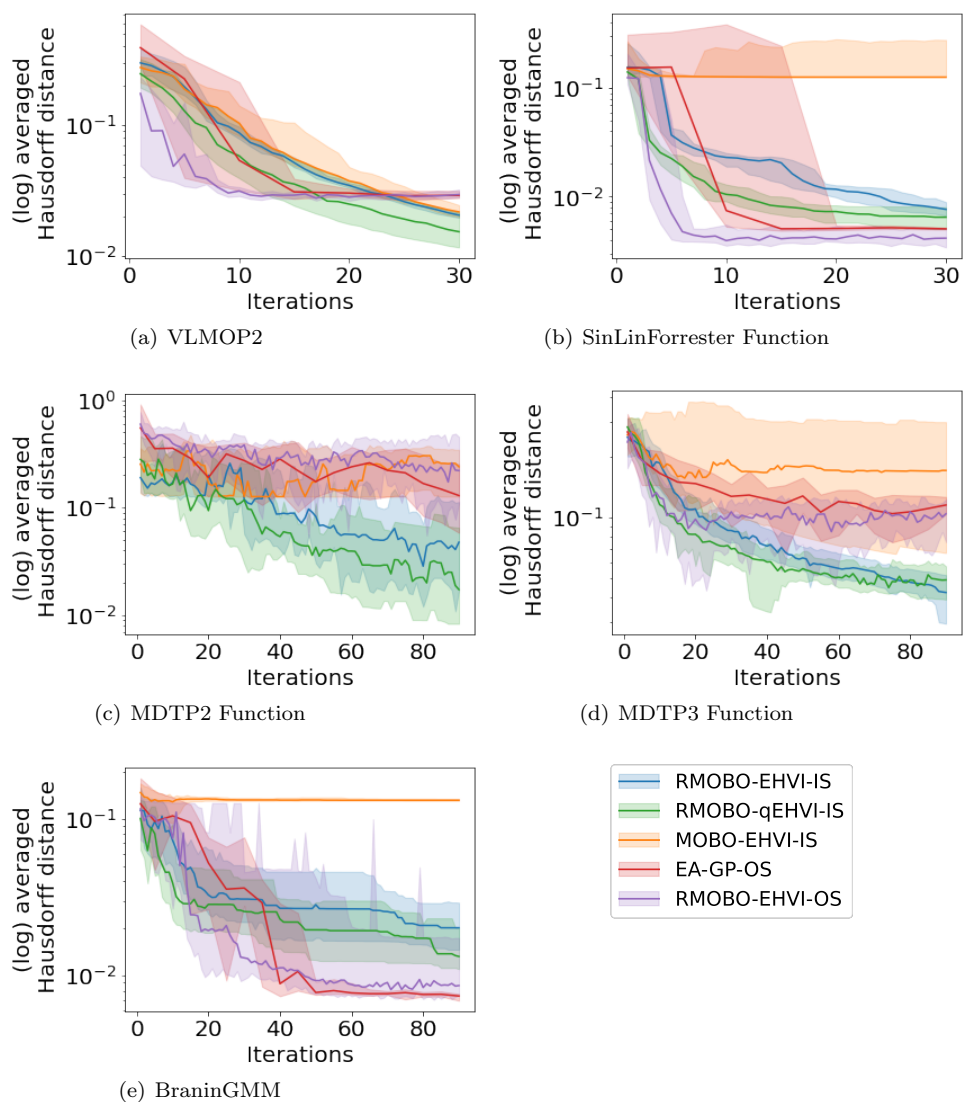 (log) averaged
Hausdorff distance
10⁻¹
10⁻²
0
10
20
30
Iterations
(a) VLMOP2
(log) averaged
Hausdorff distance
10⁻¹
10⁻²
0
10
20
30
Iterations
(b) SinLinForrester Function
(log) averaged
Hausdorff distance
10⁰
10⁻¹
10⁻²
0
20
40
60
80
Iterations
(c) MDTP2 Function
(log) averaged
Hausdorff distance
10⁻¹
0
20
40
60
80
Iterations
(d) MDTP3 Function
(log) averaged
Hausdorff distance
10⁻¹
10⁻²
0
20
40
60
80
Iterations
(e) BraninGMM
RMOBO-EHVI-IS
RMOBO-qEHVI-IS
MOBO-EHVI-IS
EA-GP-OS
RMOBO-EHVI-OS